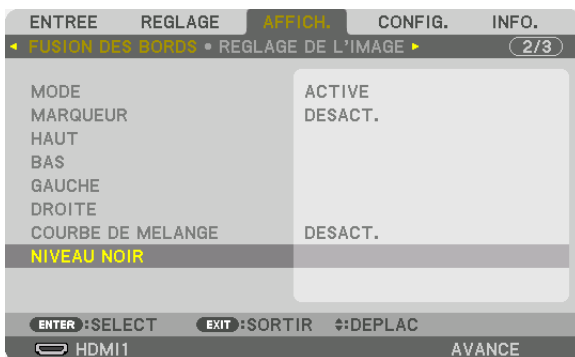 ENTREE REGLAGE AFFICH. CONFIG. INFO.
FUSION DES BORDS • REGLAGE DE L'IMAGE 2/3
MODE ACTIVE
MARQUEUR DESACT.
HAUT
BAS
GAUCHE
DROITE
COURBE DE MELANGE DESACT.
NIVEAU NOIR
ENTER :SELECT EXIT :SORTIR :DEPLAC
HDMI1 AVANCE